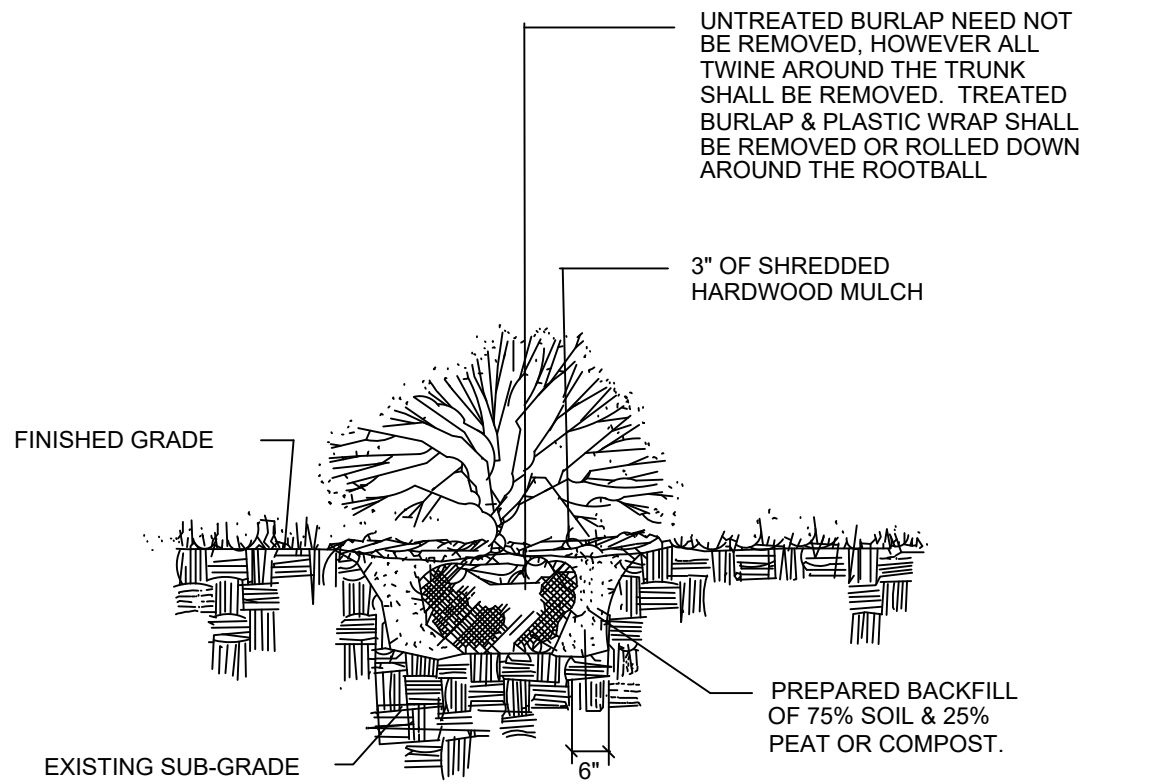 UNTREATED BURLAP NEED NOT
BE REMOVED, HOWEVER ALL
TWINE AROUND THE TRUNK
SHALL BE REMOVED.  TREATED
BURLAP & PLASTIC WRAP SHALL
BE REMOVED OR ROLLED DOWN
AROUND THE ROOTBALL
3" OF SHREDDED
HARDWOOD MULCH
FINISHED GRADE
PREPARED BACKFILL
OF 75% SOIL & 25%
PEAT OR COMPOST.
EXISTING SUB-GRADE
6"